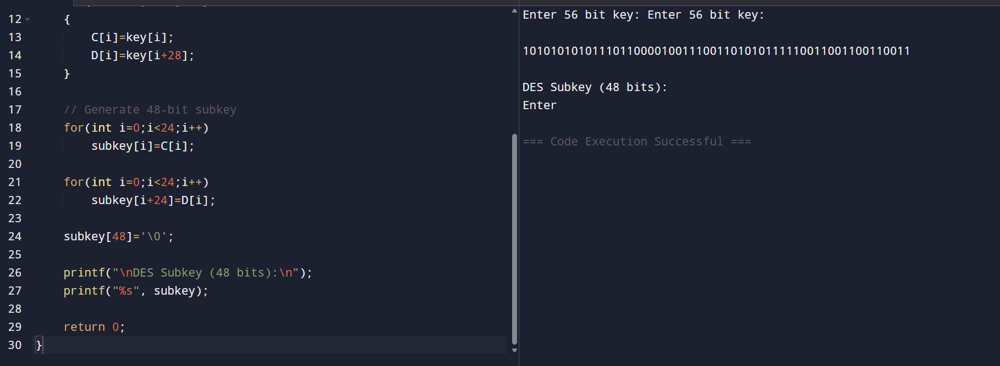 12 {
13 C[i]=key[i];
14 D[i]=key[i+28];
15 }
16
17 // Generate 48-bit subkey
18 for(int i=0;i<24;i++)
19 subkey[i]=C[i];
20
21 for(int i=0;i<24;i++)
22 subkey[i+24]=D[i];
23
24 subkey[48]='\0';
25
26 printf("\nDES Subkey (48 bits):\n");
27 printf("%s", subkey);
28
29 return 0;
30 }
Enter 56 bit key: Enter 56 bit key:
10101010101110110000100111001101010111110011001100110011
DES Subkey (48 bits):
Enter
=== Code Execution Successful ===